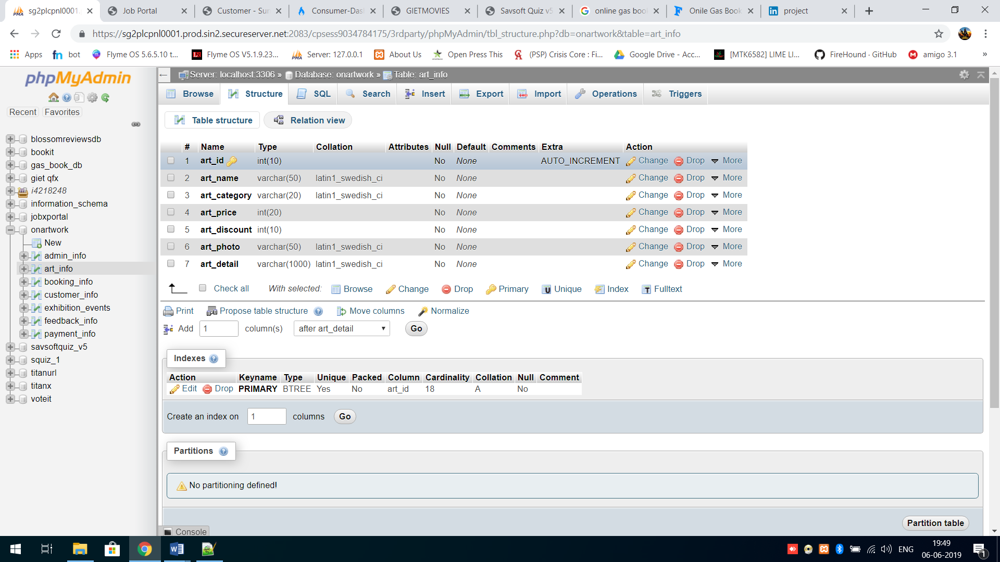 sg2plcpnl0001. Job Portal Customer - Sun Consumer-Das GIETMOVIES Savsoft Quiz v5 online gas boo Onile Gas Book project
https://sg2plcpnl0001.prod.sin2.secureserver.net:2083/cpsess9034784175/3rdparty/phpMyAdmin/tbl_structure.php?db=onartwork&table=art_info
Apps bot Flyme OS 5.6.5.10 t... Flyme OS V5.1.9.23... Server: 127.0.0.1 About Us Open Press This (PSP) Crisis Core : Fi... Google Drive - Acc... [MTK6582] LIME LI... FireHound · GitHub amigo 3.1 »
phpMyAdmin
Recent Favorites
blossomreviewsdb
bookit
gas_book_db
giet qfx
i4218248
information_schema
jobxportal
onartwork
New
admin_info
art_info
booking_info
customer_info
exhibition_events
feedback_info
payment_info
savsoftquiz_v5
squiz_1
titanurl
titanx
voteit
Server: localhost:3306 » Database: onartwork » Table: art_info
Browse Structure SQL Search Insert Export Import Operations Triggers
Table structure Relation view
# Name Type Collation Attributes Null Default Comments Extra Action
1 art_id int(10) No None AUTO_INCREMENT Change Drop More
2 art_name varchar(50) latin1_swedish_ci No None Change Drop More
3 art_category varchar(20) latin1_swedish_ci No None Change Drop More
4 art_price int(20) No None Change Drop More
5 art_discount int(10) No None Change Drop More
6 art_photo varchar(50) latin1_swedish_ci No None Change Drop More
7 art_detail varchar(1000) latin1_swedish_ci No None Change Drop More
Check all With selected: Browse Change Drop Primary Unique Index Fulltext
Print Propose table structure Move columns Normalize
Add 1 column(s) after art_detail Go
Indexes
Action Keyname Type Unique Packed Column Cardinality Collation Null Comment
Edit Drop PRIMARY BTREE Yes No art_id 18 A No
Create an index on 1 columns Go
Partitions
No partitioning defined!
Partition table
Console
ENG
19:49
06-06-2019
1